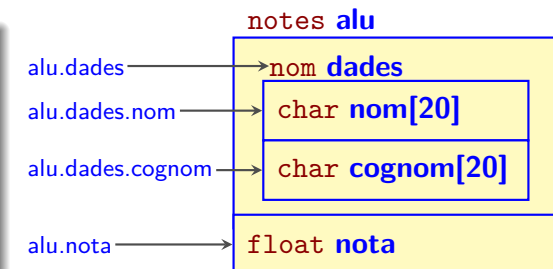 notes alu
alu.dades nom dades
alu.dades.nom char nom[20]
alu.dades.cognom char cognom[20]
alu.nota float nota